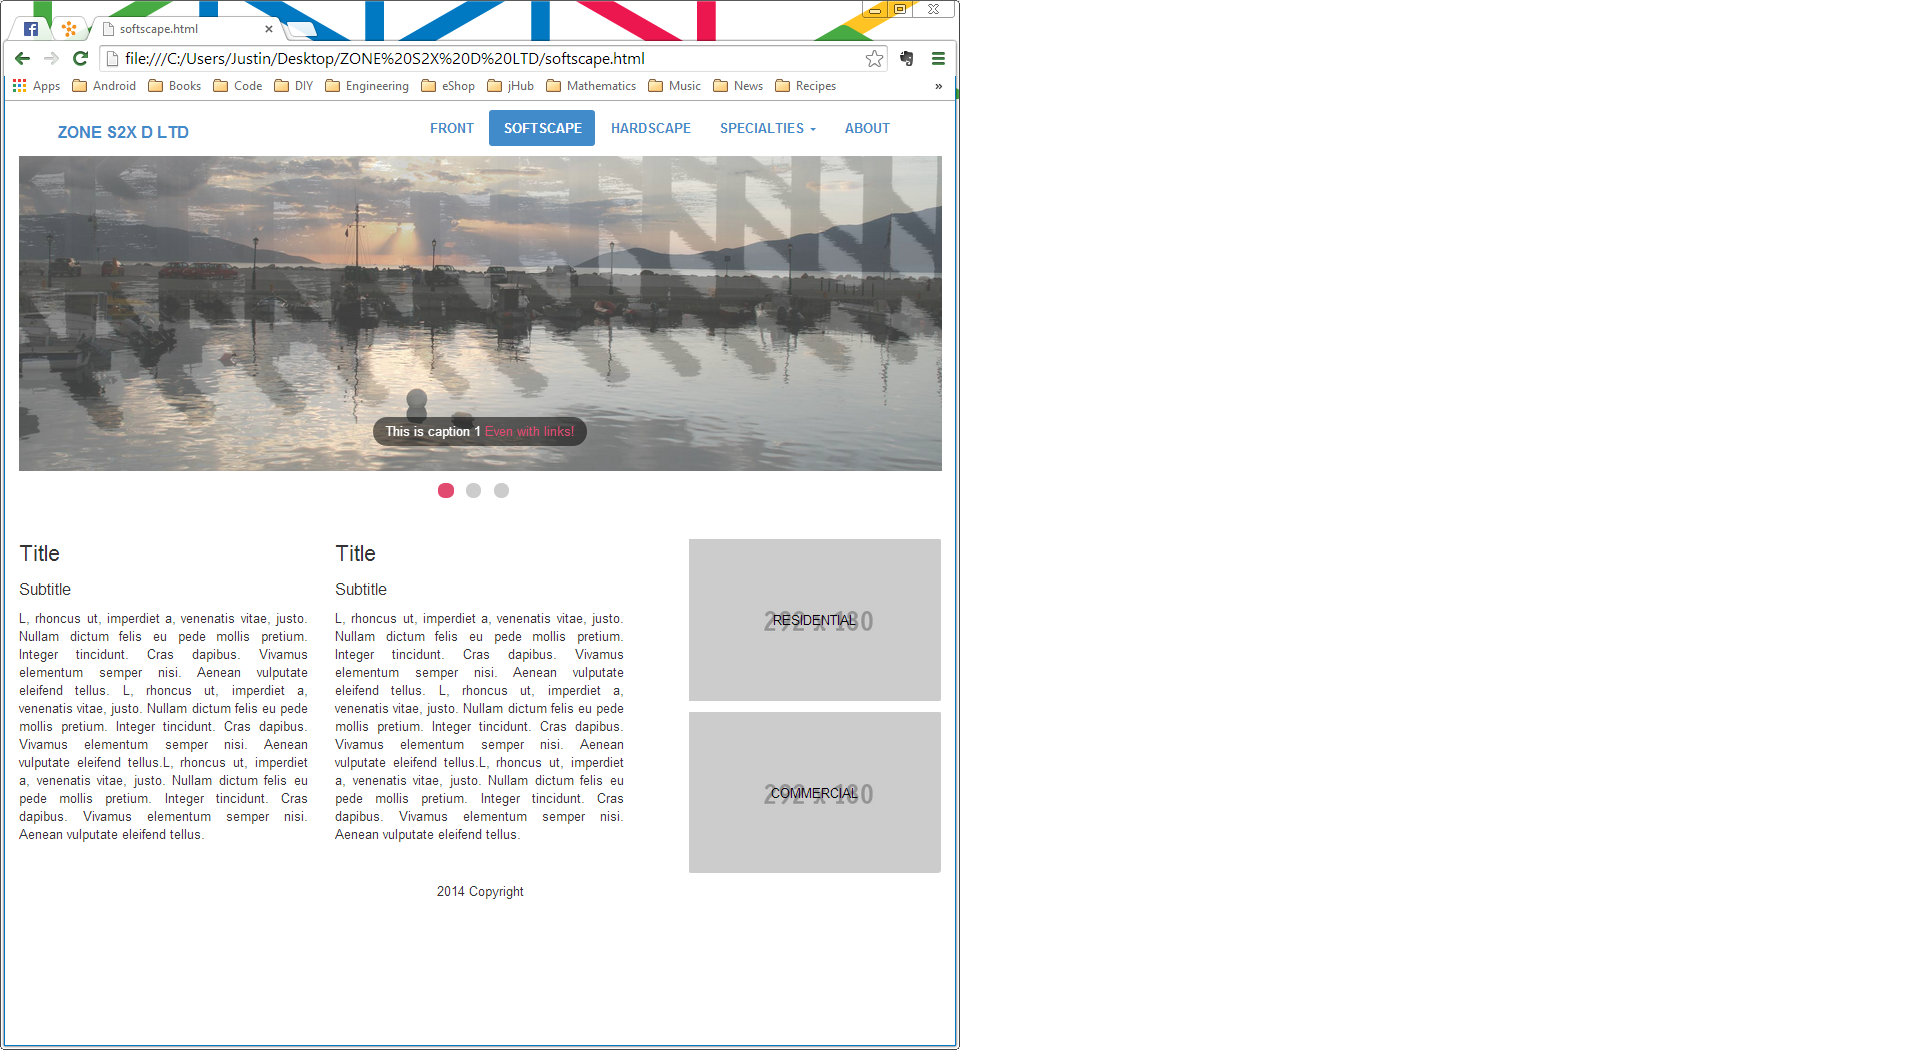 softscape.html
file:///C:/Users/Justin/Desktop/ZONE%20S2X%20D%20LTD/softscape.html
Apps Android Books Code DIY Engineering eShop jHub Mathematics Music News Recipes »
ZONE S2X D LTD FRONT SOFTSCAPE HARDSCAPE SPECIALTIES ABOUT
This is caption 1 Even with links!
Title
Subtitle
L, rhoncus ut, imperdiet a, venenatis vitae, justo.
Nullam dictum felis eu pede mollis pretium.
Integer tincidunt. Cras dapibus. Vivamus
elementum semper nisi. Aenean vulputate
eleifend tellus. L, rhoncus ut, imperdiet a,
venenatis vitae, justo. Nullam dictum felis eu pede
mollis pretium. Integer tincidunt. Cras dapibus.
Vivamus elementum semper nisi. Aenean
vulputate eleifend tellus.L, rhoncus ut, imperdiet
a, venenatis vitae, justo. Nullam dictum felis eu
pede mollis pretium. Integer tincidunt. Cras
dapibus. Vivamus elementum semper nisi.
Aenean vulputate eleifend tellus.
Title
Subtitle
L, rhoncus ut, imperdiet a, venenatis vitae, justo.
Nullam dictum felis eu pede mollis pretium.
Integer tincidunt. Cras dapibus. Vivamus
elementum semper nisi. Aenean vulputate
eleifend tellus. L, rhoncus ut, imperdiet a,
venenatis vitae, justo. Nullam dictum felis eu pede
mollis pretium. Integer tincidunt. Cras dapibus.
Vivamus elementum semper nisi. Aenean
vulputate eleifend tellus.L, rhoncus ut, imperdiet
a, venenatis vitae, justo. Nullam dictum felis eu
pede mollis pretium. Integer tincidunt. Cras
dapibus. Vivamus elementum semper nisi.
Aenean vulputate eleifend tellus.
292 x 180
RESIDENTIAL
292 x 180
COMMERCIAL
2014 Copyright